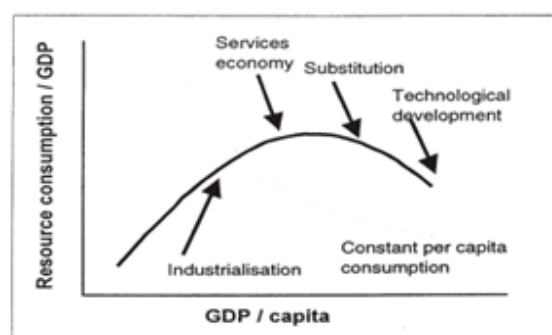 Services
economy
Substitution
Technological
development
Resource consumption / GDP
Industrialisation
Constant per capita
consumption
GDP / capita